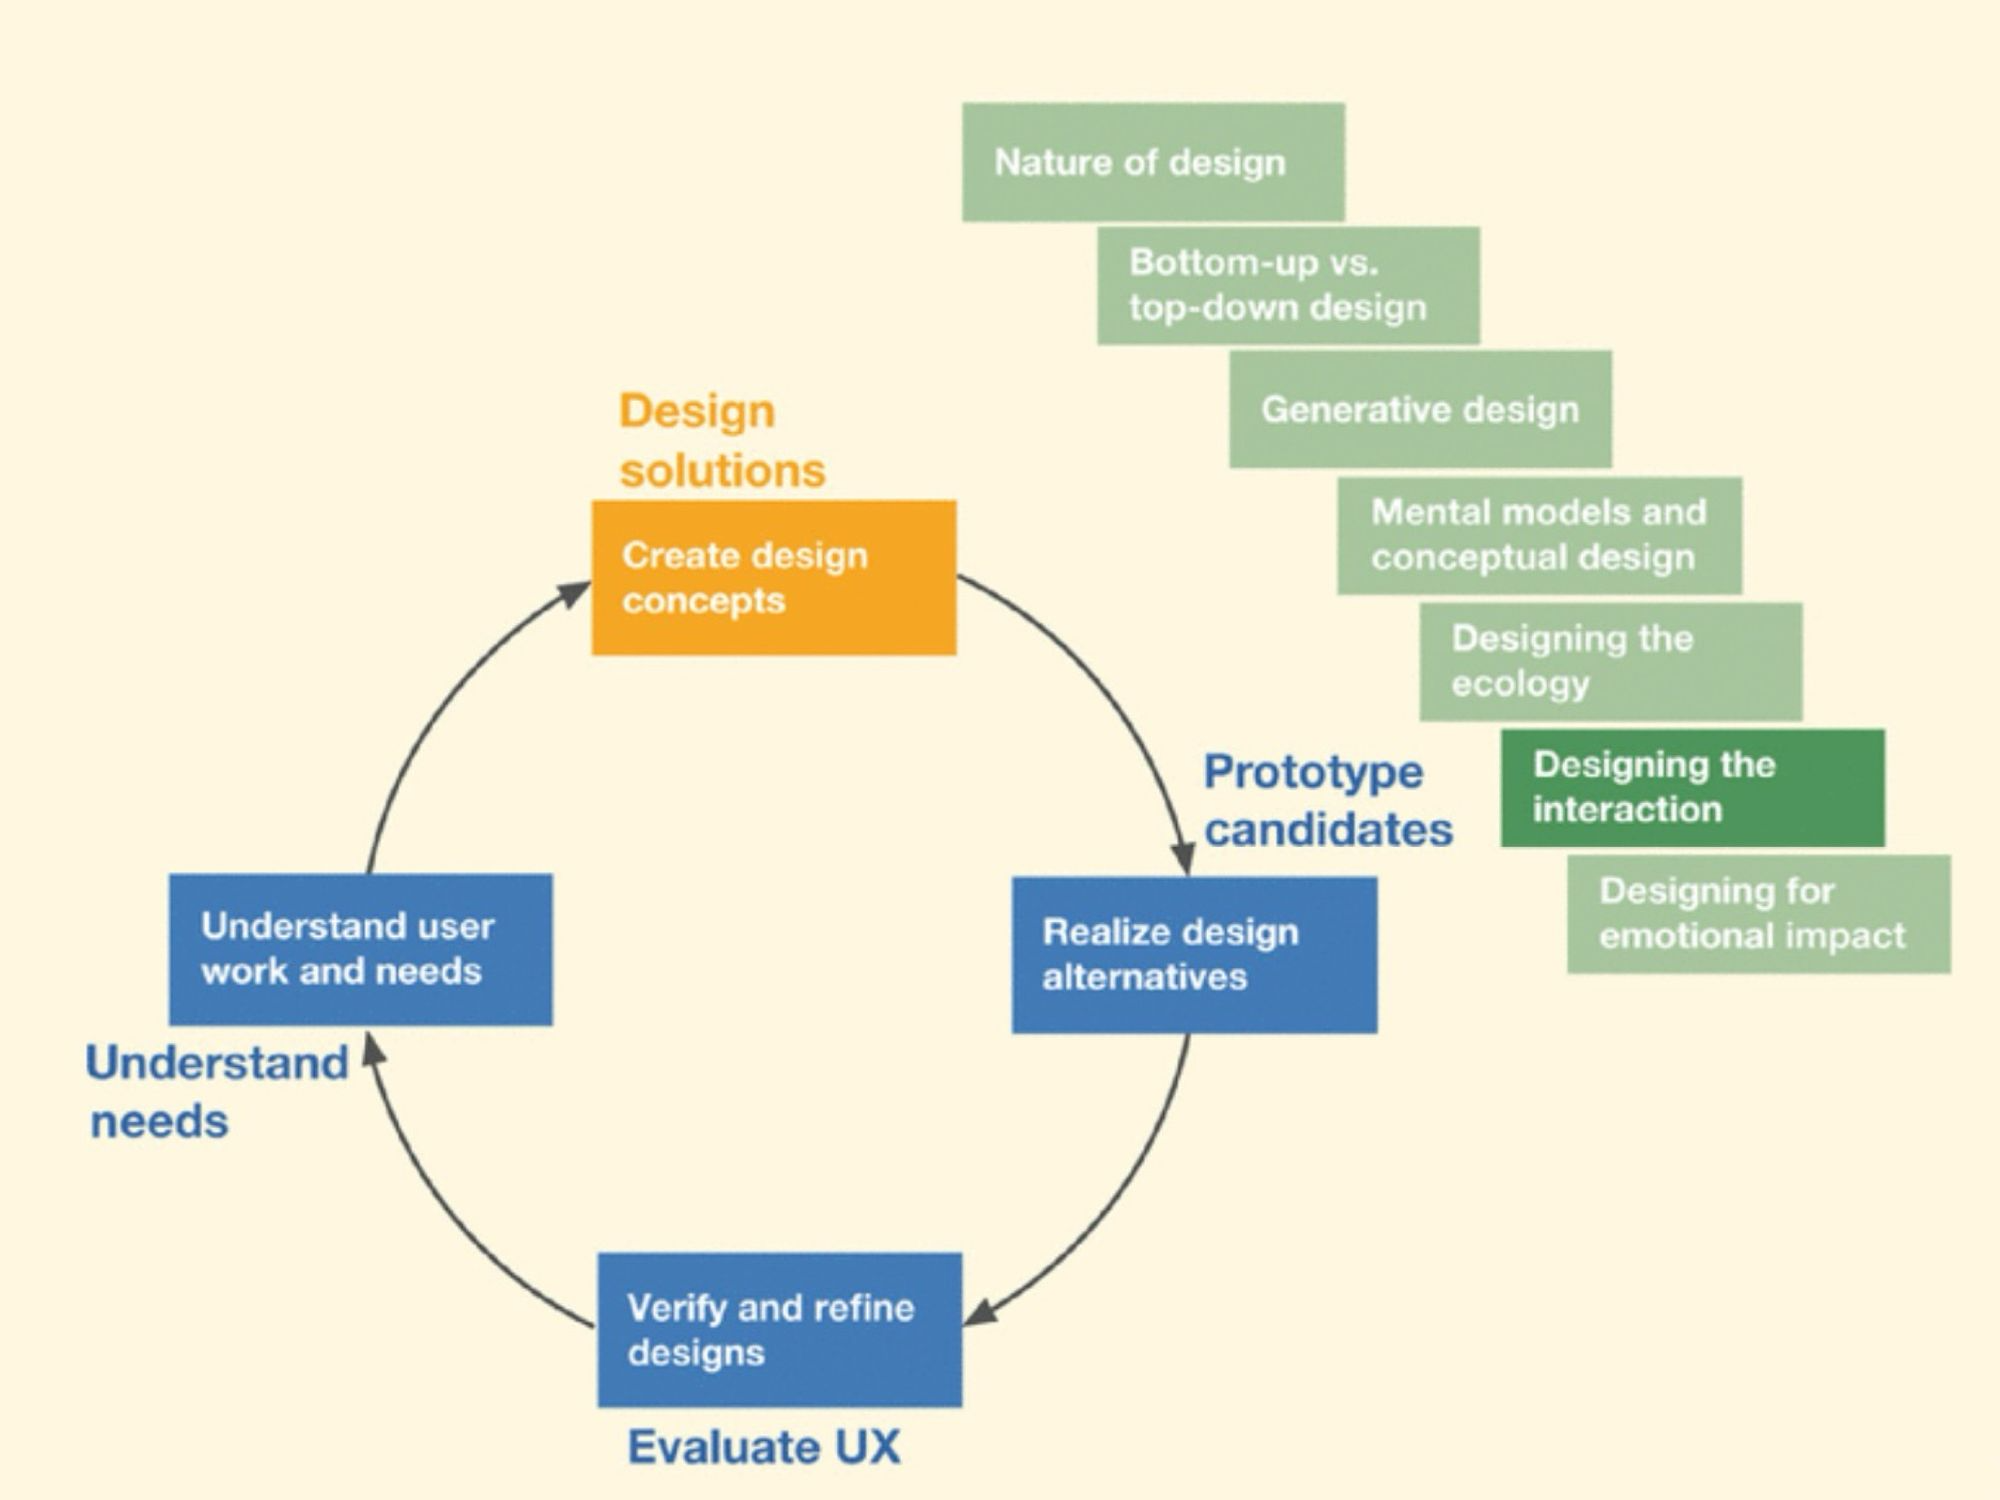 Nature of design
Bottom-up vs.
top-down design
Generative design
Mental models and
conceptual design
Designing the
ecology
Designing the
interaction
Designing for
emotional impact
Design
solutions
Create design
concepts
Prototype
candidates
Realize design
alternatives
Understand user
work and needs
Understand
needs
Verify and refine
designs
Evaluate UX